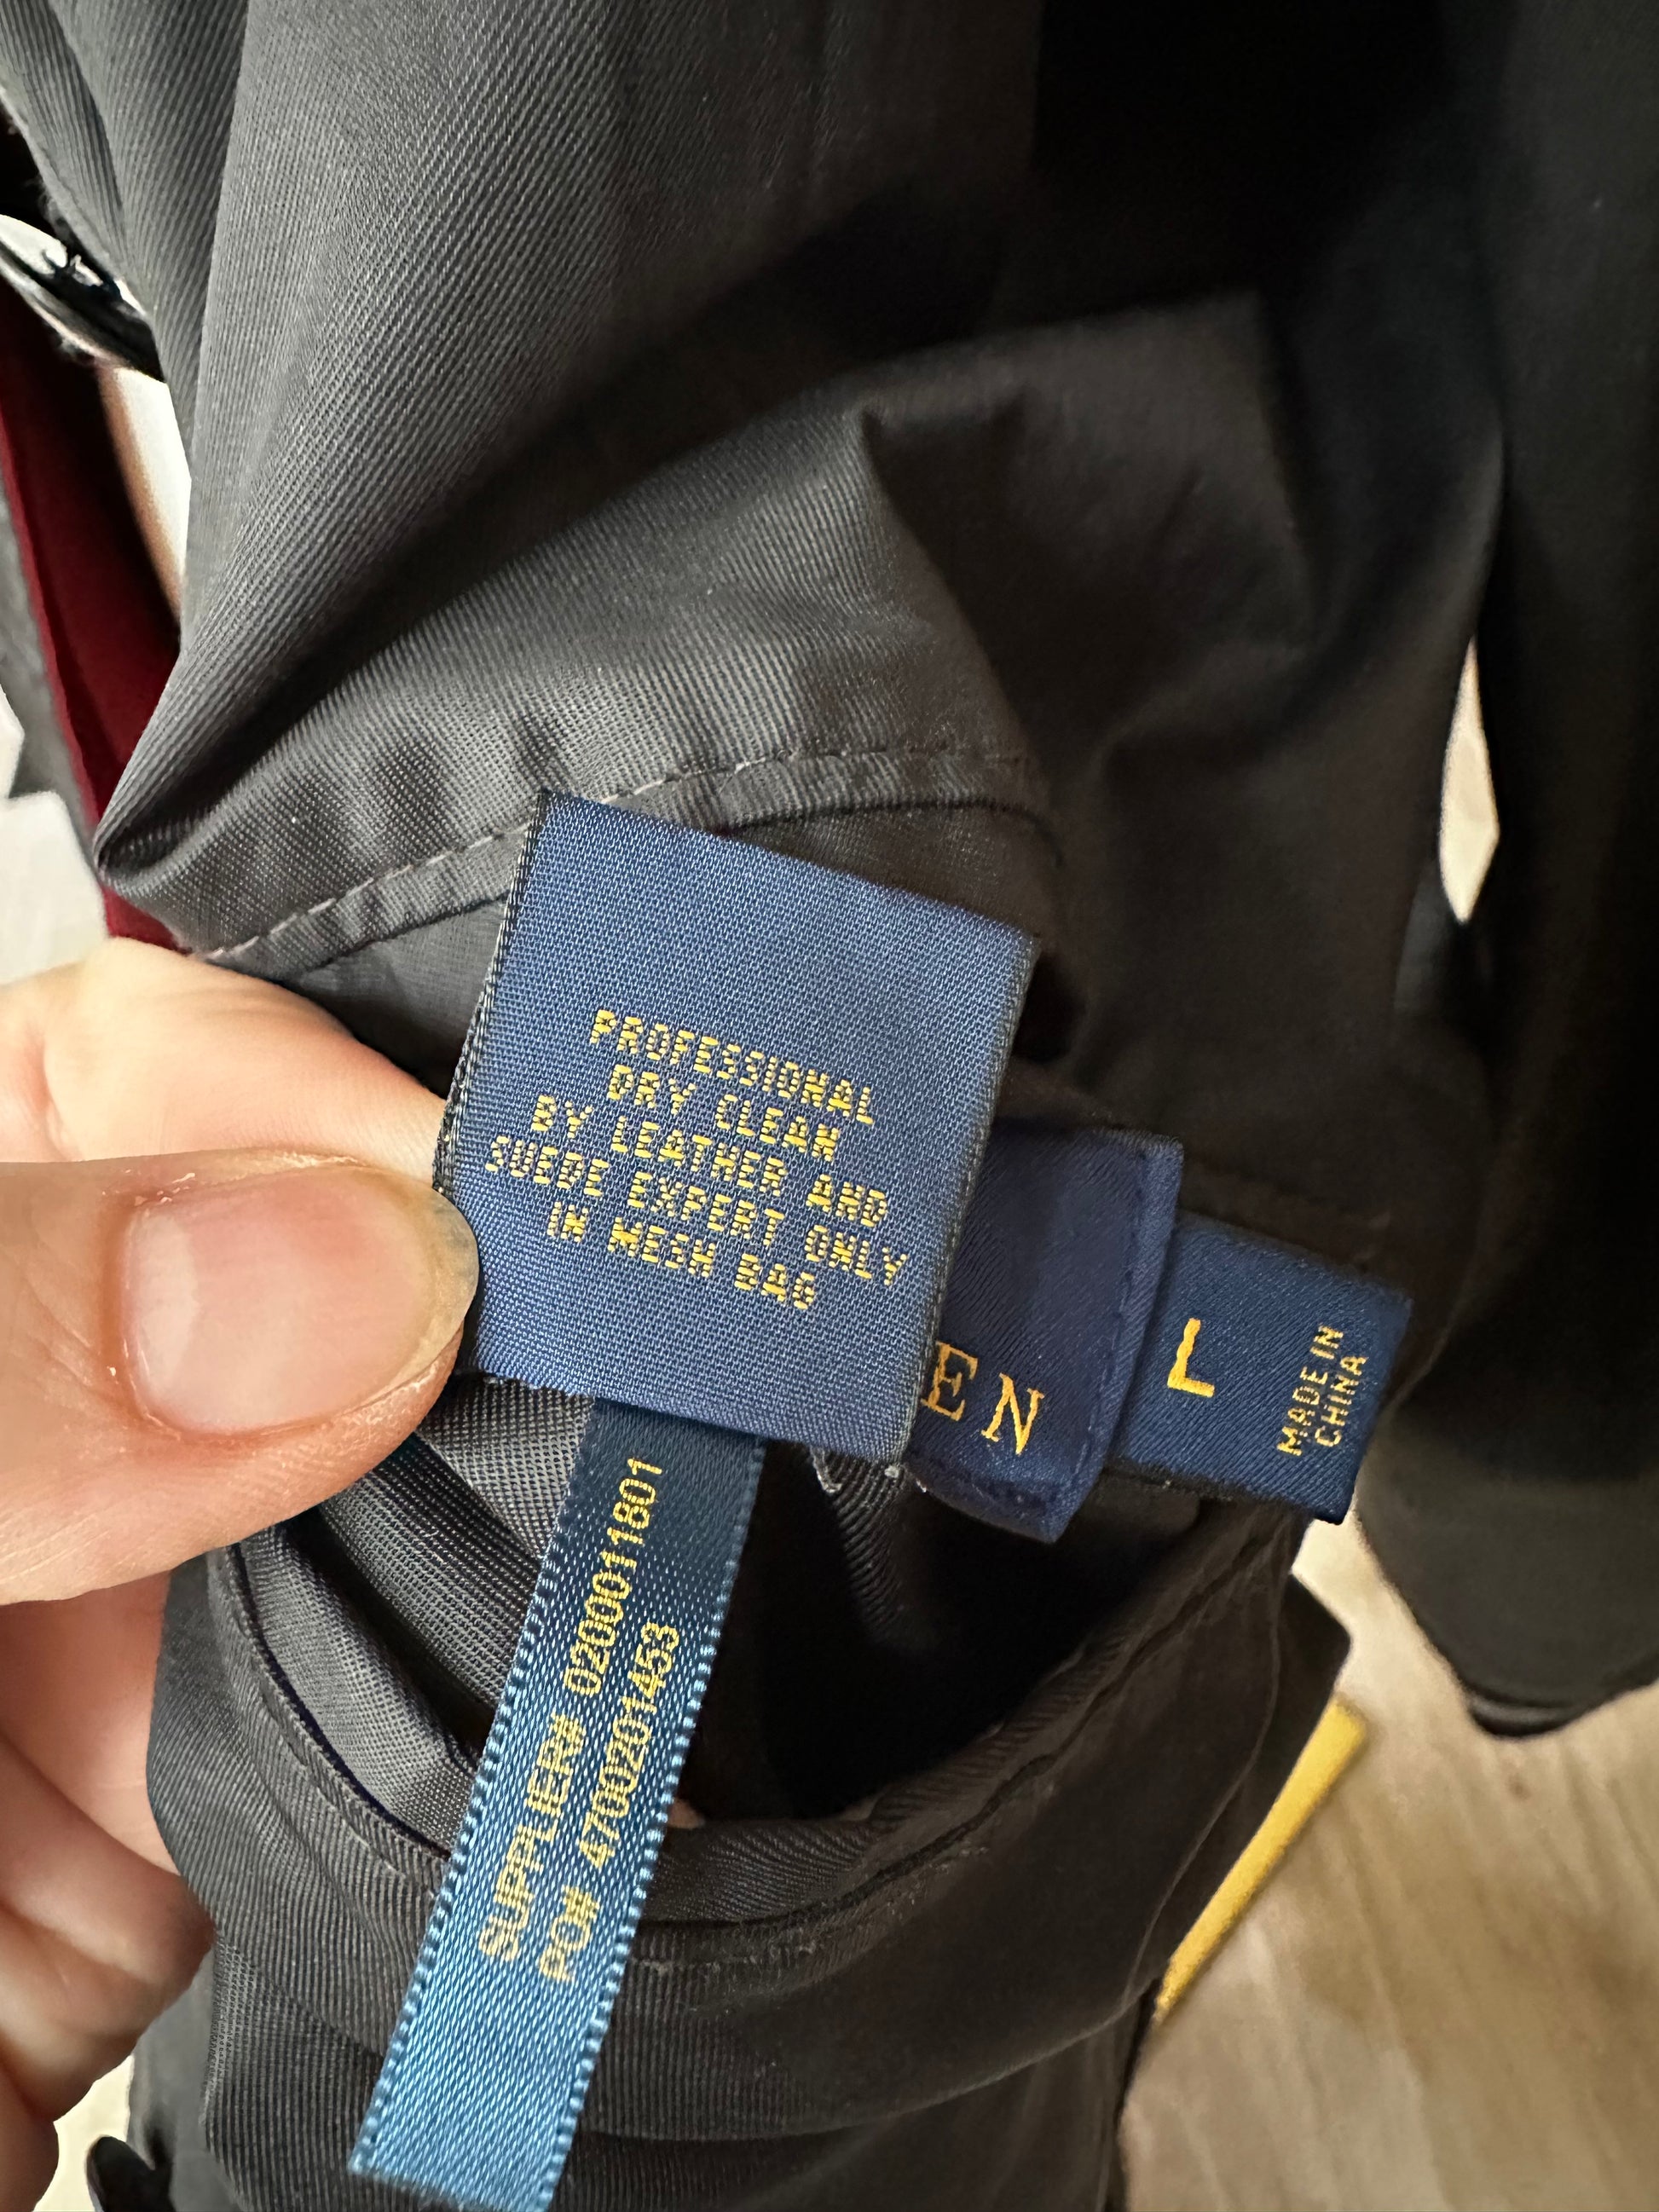 PROFESSIONAL
DRY CLEAN
BY LEATHER AND
SUEDE EXPERT ONLY
IN MESH BAG
EN
L
MADE IN
CHINA
SUPPLIER# 0200011801
PO# 4700201453